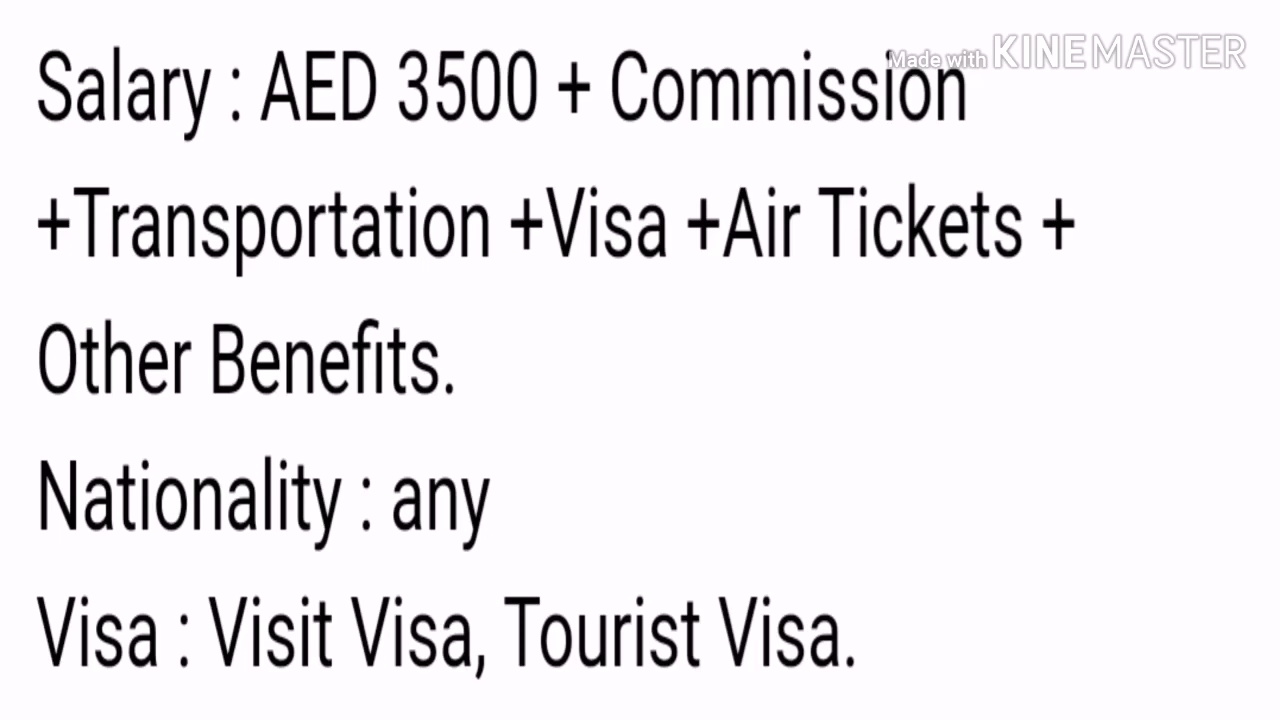 Made with KINEMASTER
Salary : AED 3500 + Commission
+Transportation +Visa +Air Tickets +
Other Benefits.
Nationality : any
Visa : Visit Visa, Tourist Visa.